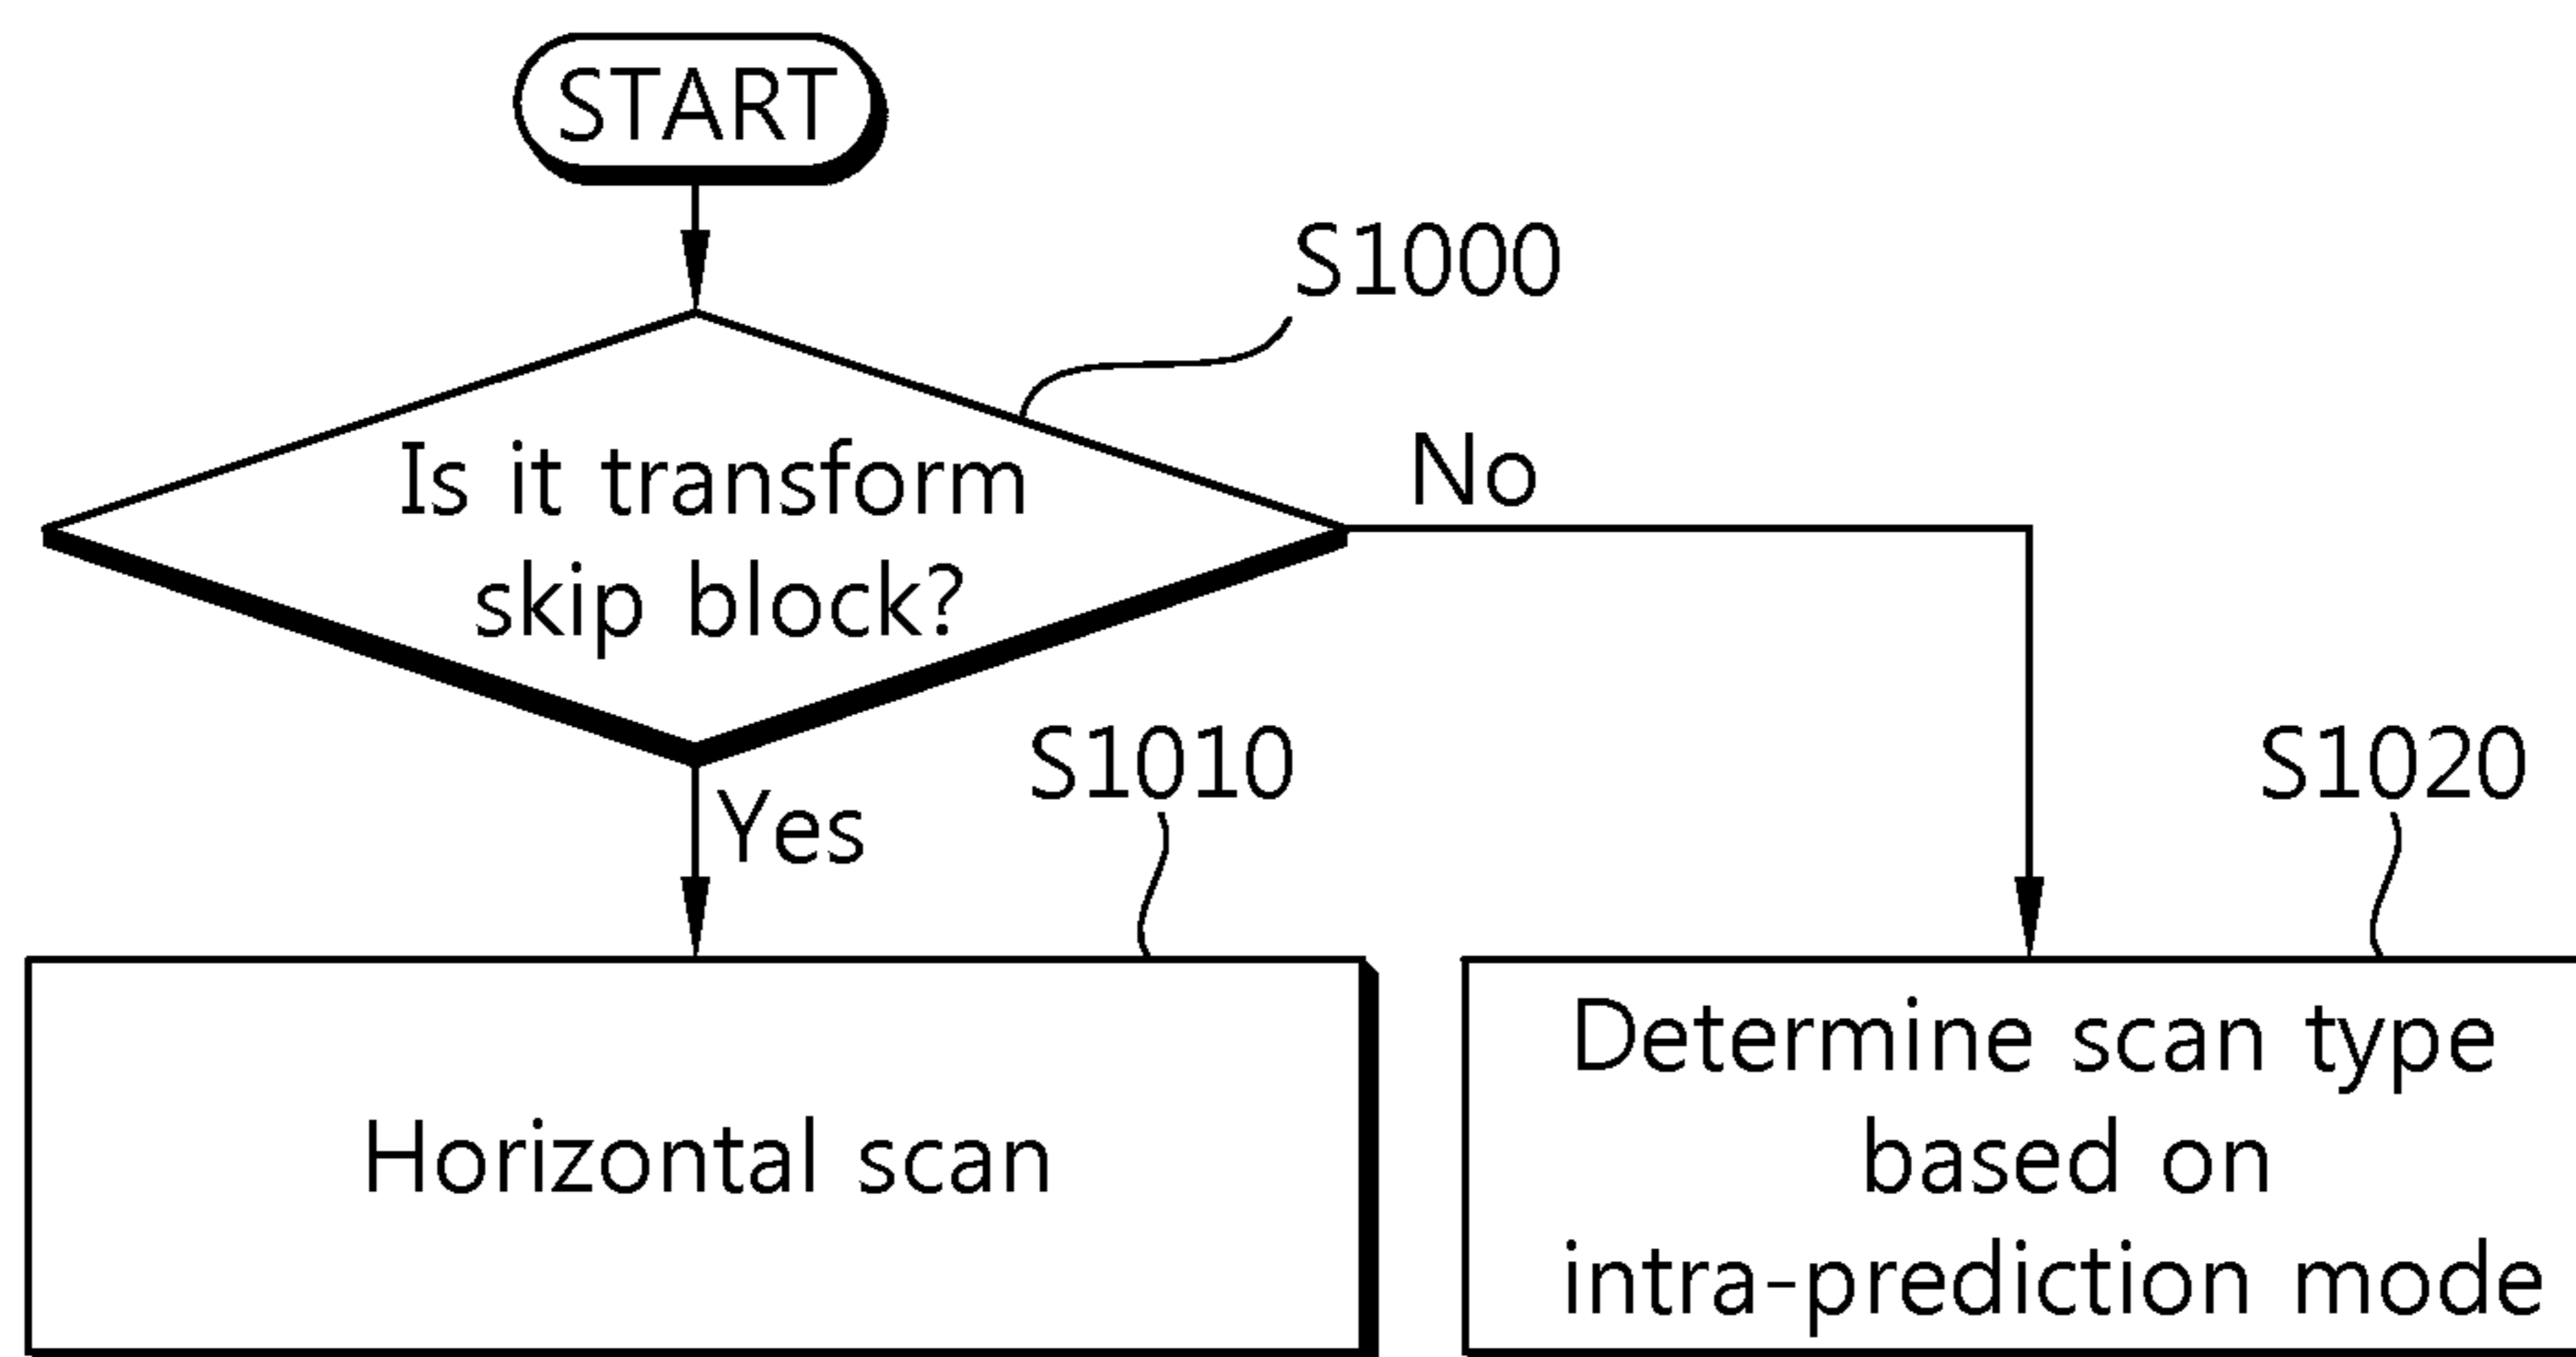 START
S1000
Is it transform
skip block?
No
Yes
S1010
S1020
Horizontal scan
Determine scan type
based on
intra-prediction mode